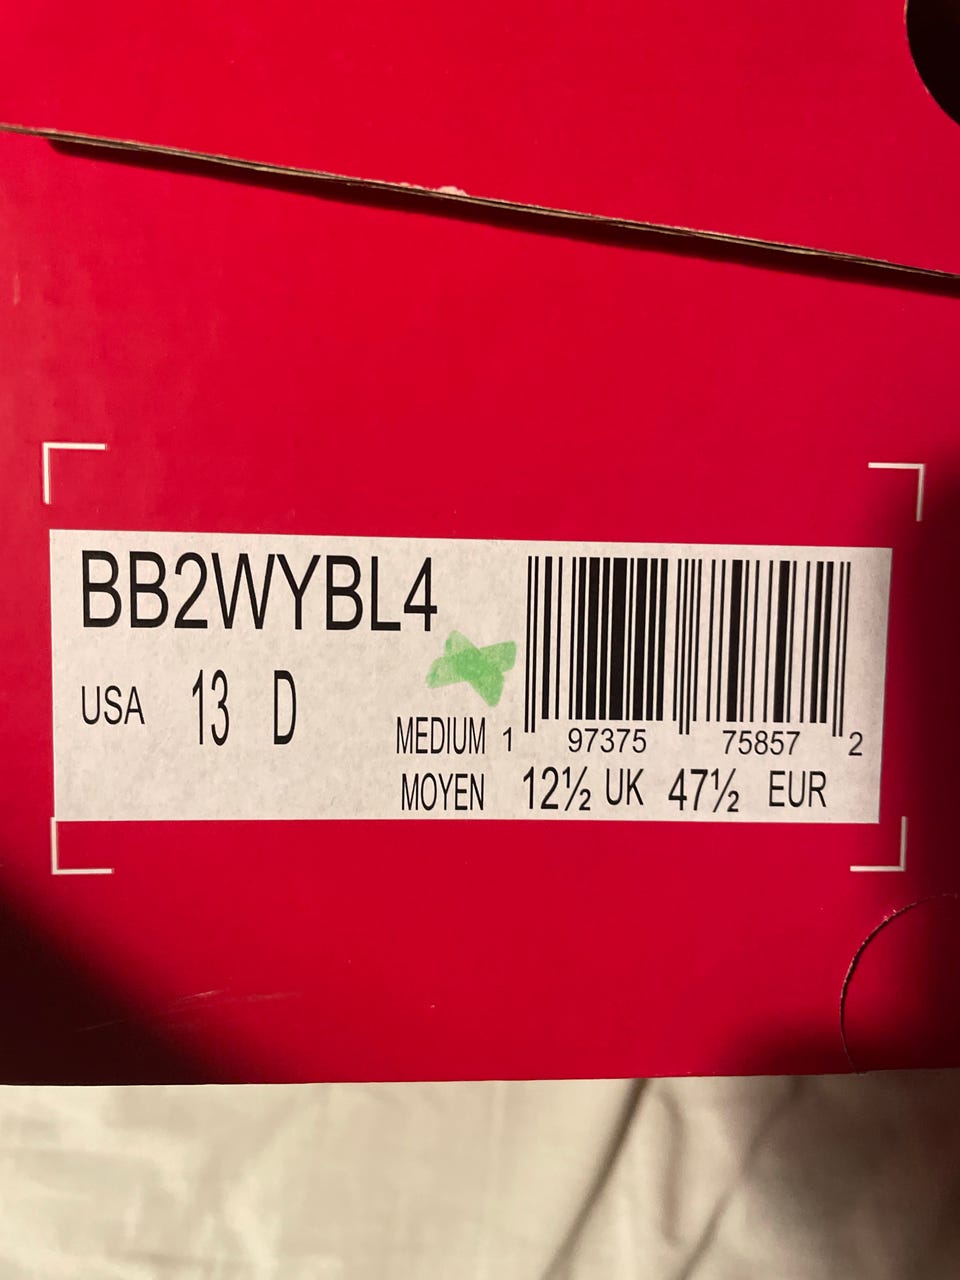 BB2WYBL4
USA 13 D
MEDIUM 1 97375 75857 2
MOYEN 12½ UK 47½ EUR